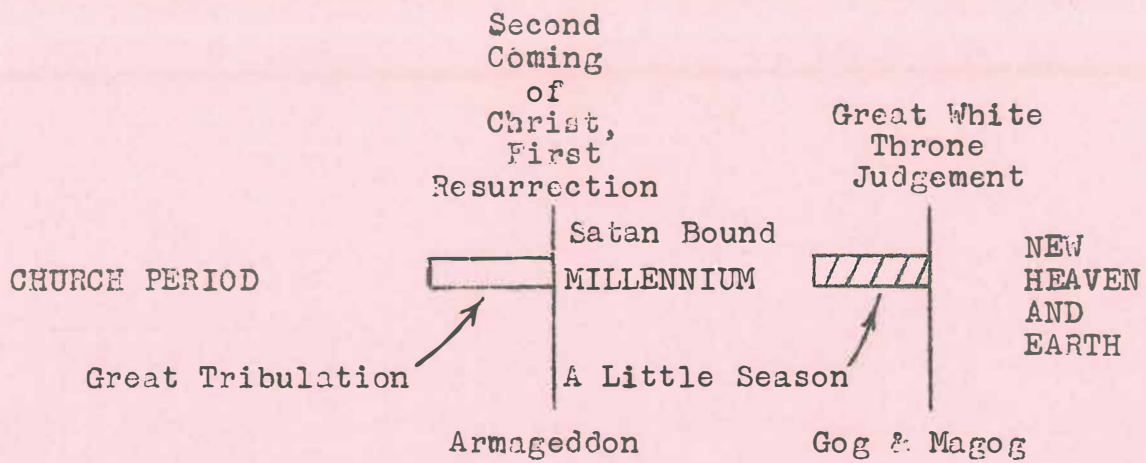 Second
Coming
of
Christ,
First
Resurrection
Great White
Throne
Judgement
CHURCH PERIOD
Satan Bound
MILLENNIUM
NEW
HEAVEN
AND
EARTH
Great Tribulation
A Little Season
Armageddon
Gog & Magog